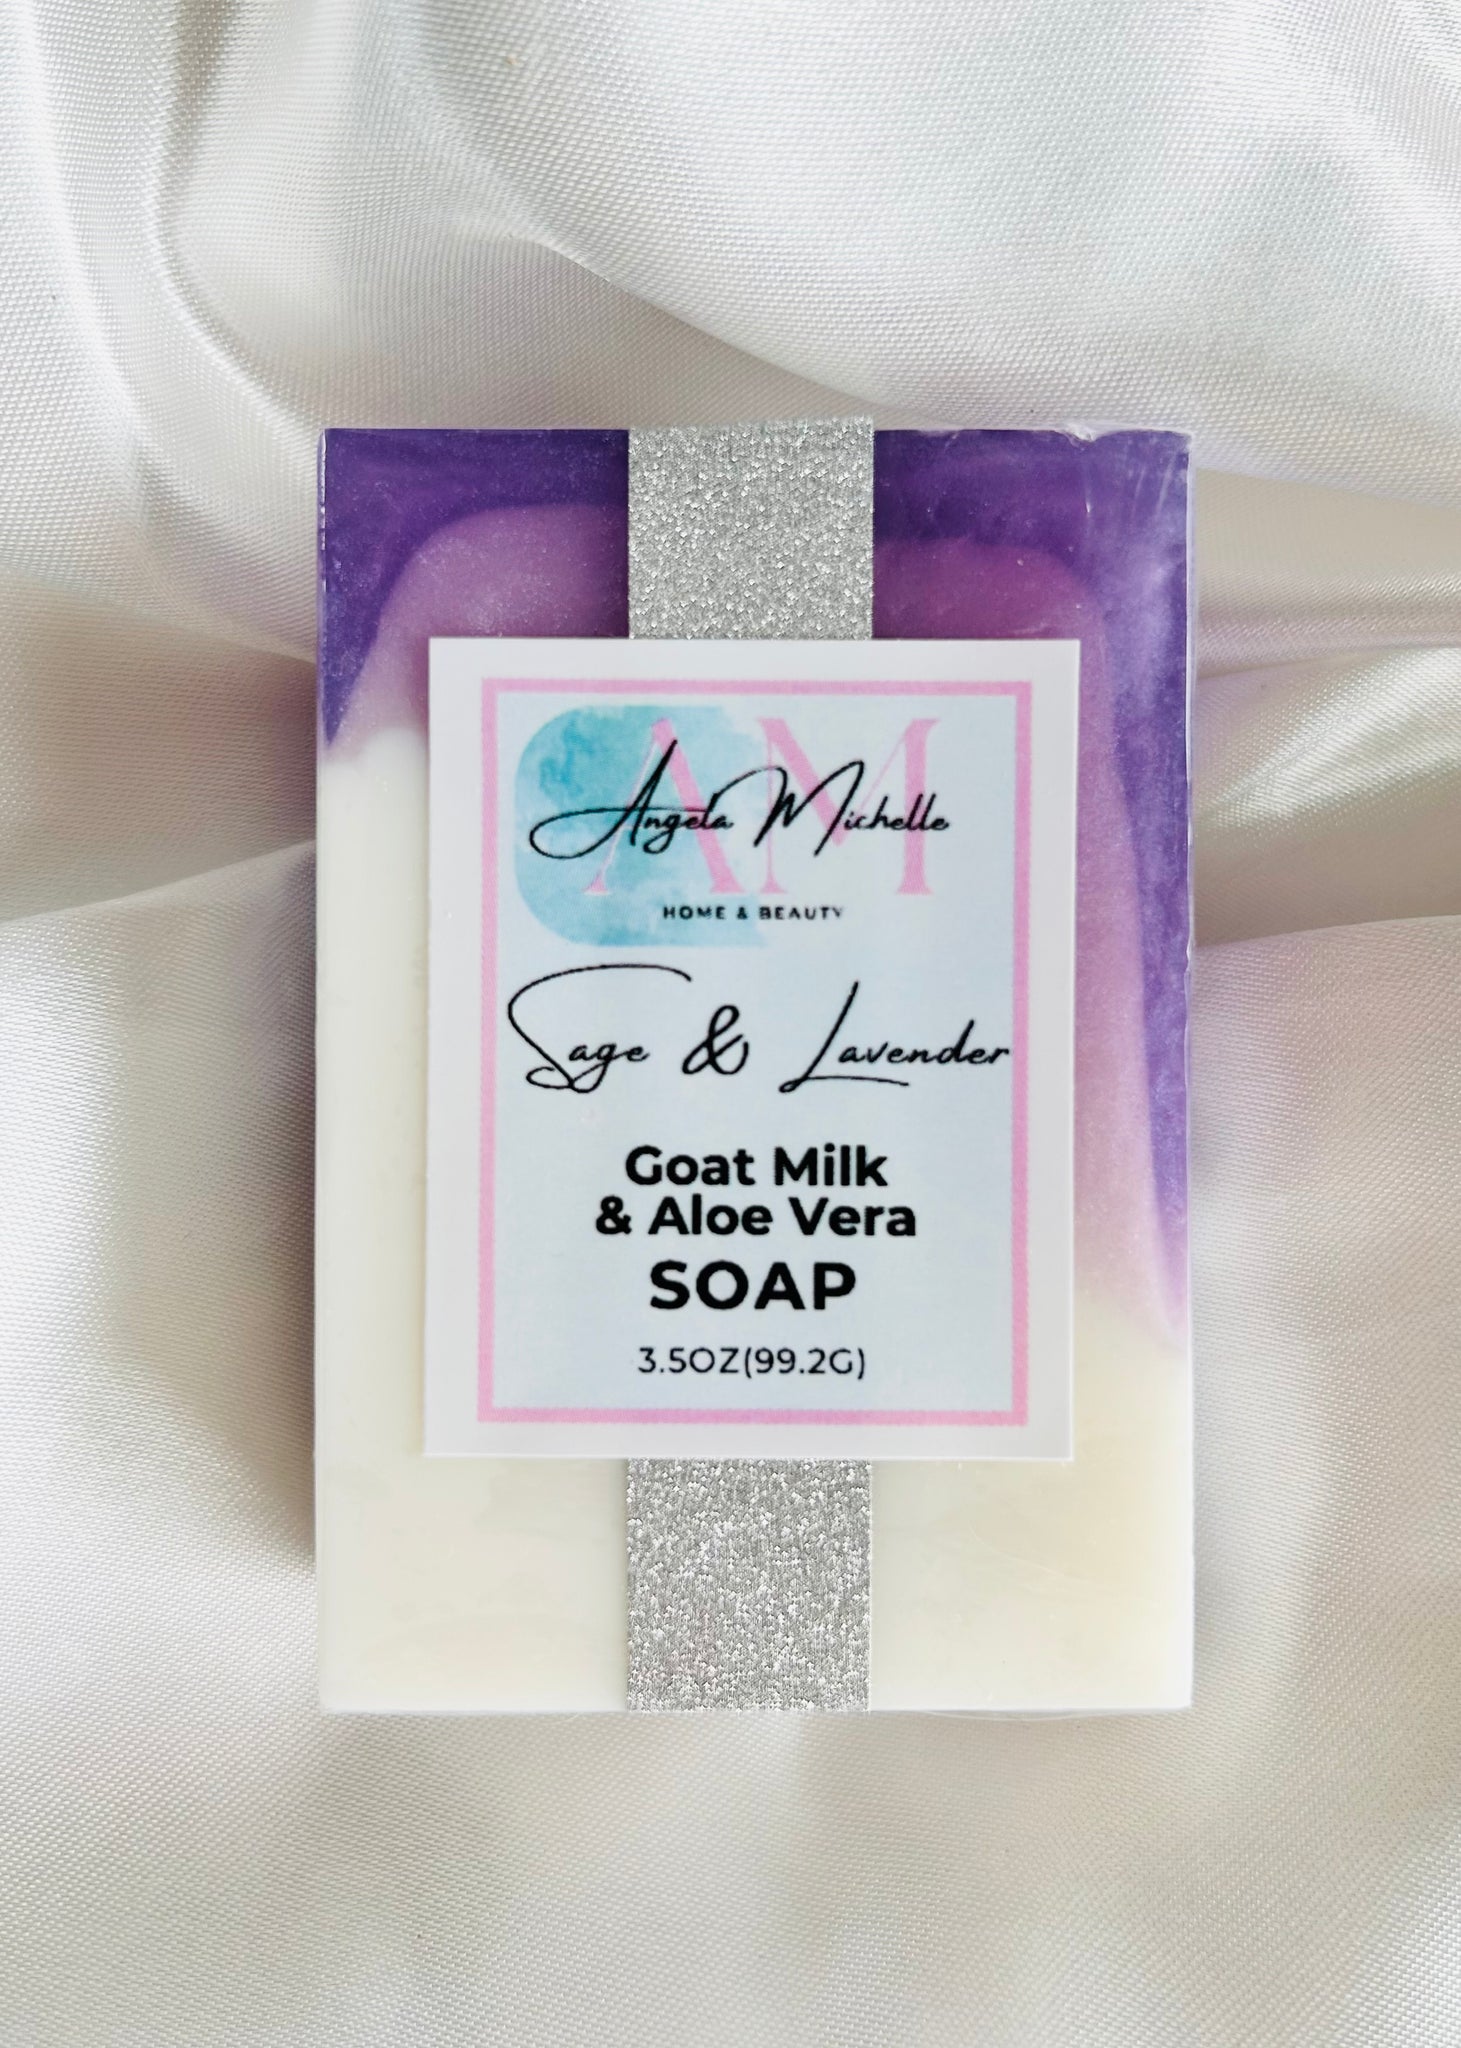 AM
Angela Michelle
HOME & BEAUTY
Sage & Lavender
Goat Milk
& Aloe Vera
SOAP
3.5OZ(99.2G)